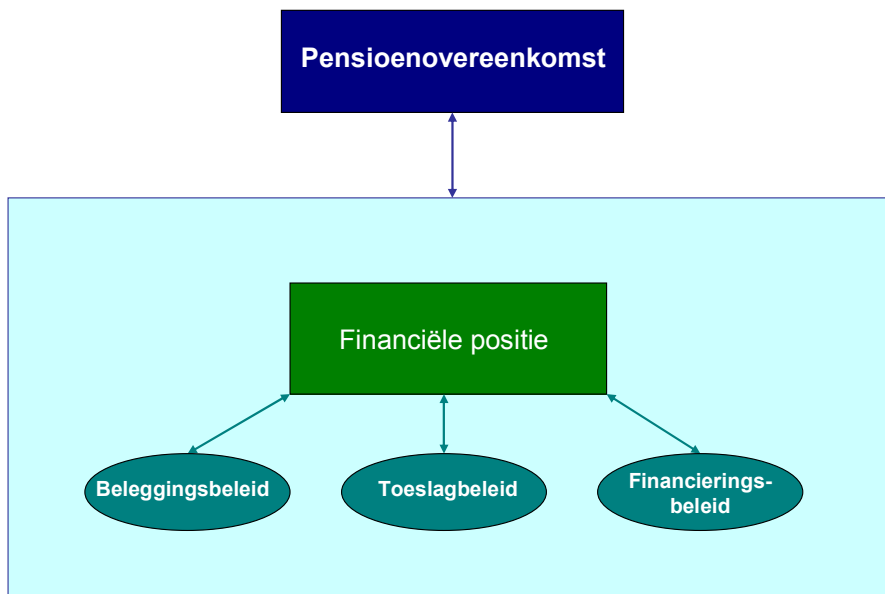 Pensioenovereenkomst
Financiële positie
Beleggingsbeleid
Toeslagbeleid
Financierings-
beleid